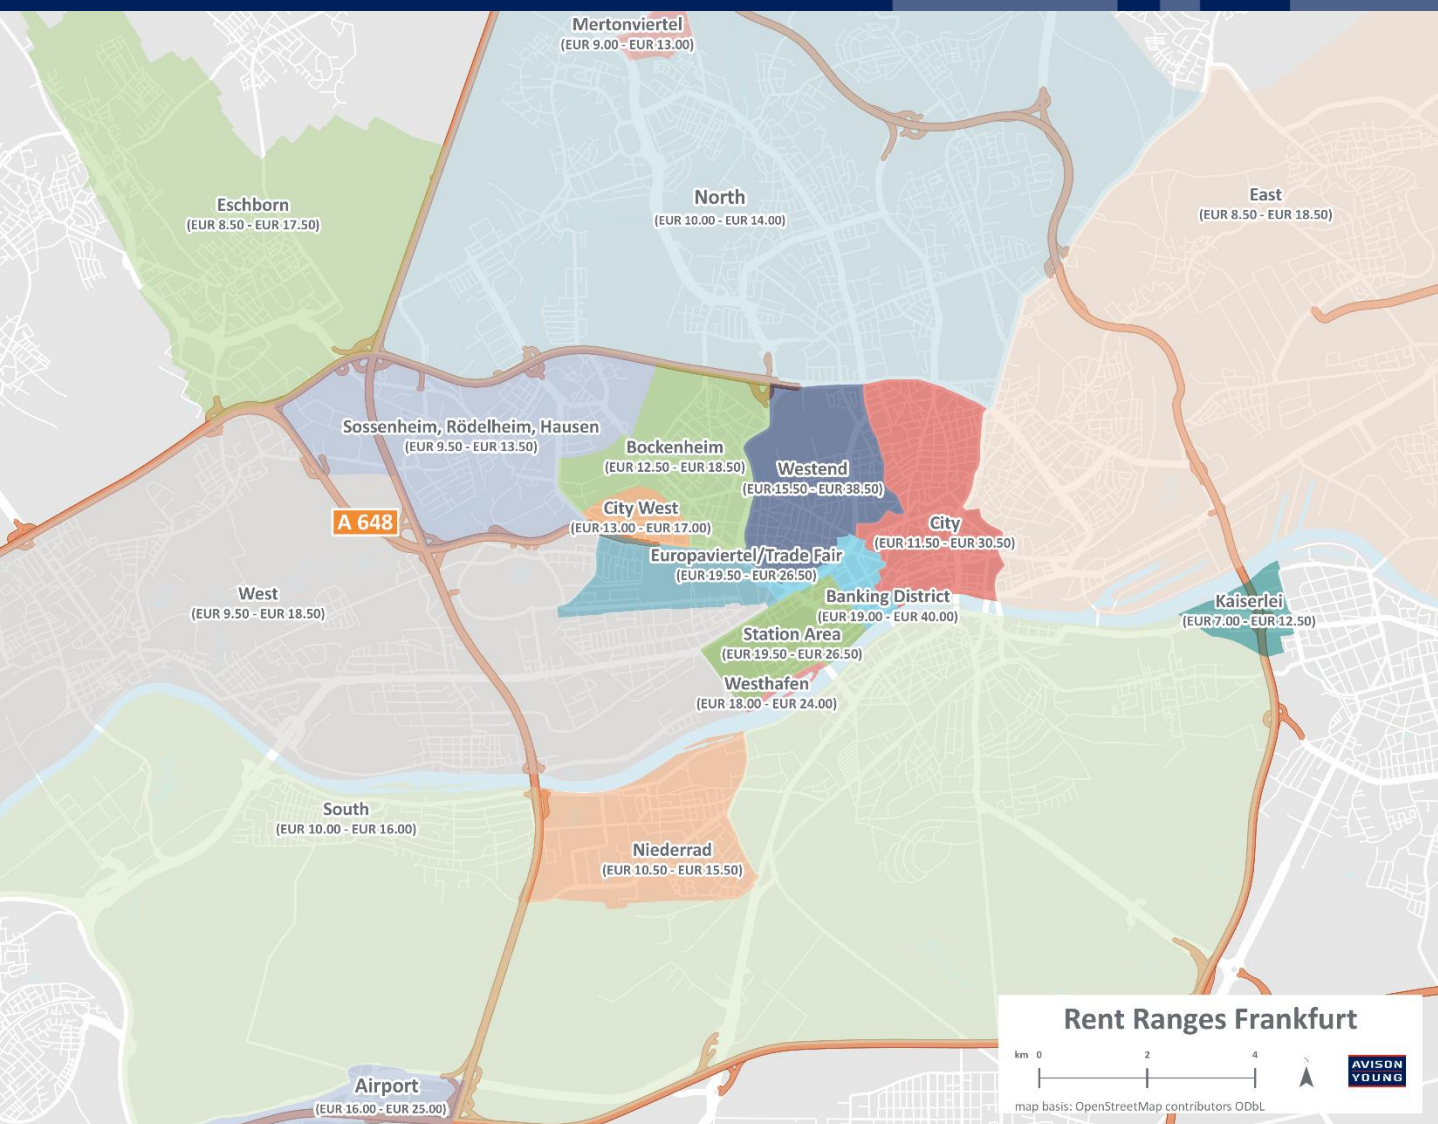 Mertonviertel
(EUR 9.00 - EUR 13.00)
Eschborn
(EUR 8.50 - EUR 17.50)
North
(EUR 10.00 - EUR 14.00)
East
(EUR 8.50 - EUR 18.50)
Sossenheim, Rödelheim, Hausen
(EUR 9.50 - EUR 13.50)
Bockenheim
(EUR 12.50 - EUR 18.50)
Westend
(EUR 15.50 - EUR 38.50)
City West
(EUR 13.00 - EUR 17.00)
A 648
City
(EUR 11.50 - EUR 30.50)
Europaviertel/Trade Fair
(EUR 19.50 - EUR 26.50)
West
(EUR 9.50 - EUR 18.50)
Banking District
(EUR 19.00 - EUR 40.00)
Kaiserlei
(EUR 7.00 - EUR 12.50)
Station Area
(EUR 19.50 - EUR 26.50)
Westhafen
(EUR 18.00 - EUR 24.00)
South
(EUR 10.00 - EUR 16.00)
Niederrad
(EUR 10.50 - EUR 15.50)
Airport
(EUR 16.00 - EUR 25.00)
Rent Ranges Frankfurt
km 0 2 4
N
AVISON
YOUNG
map basis: OpenStreetMap contributors ODbL